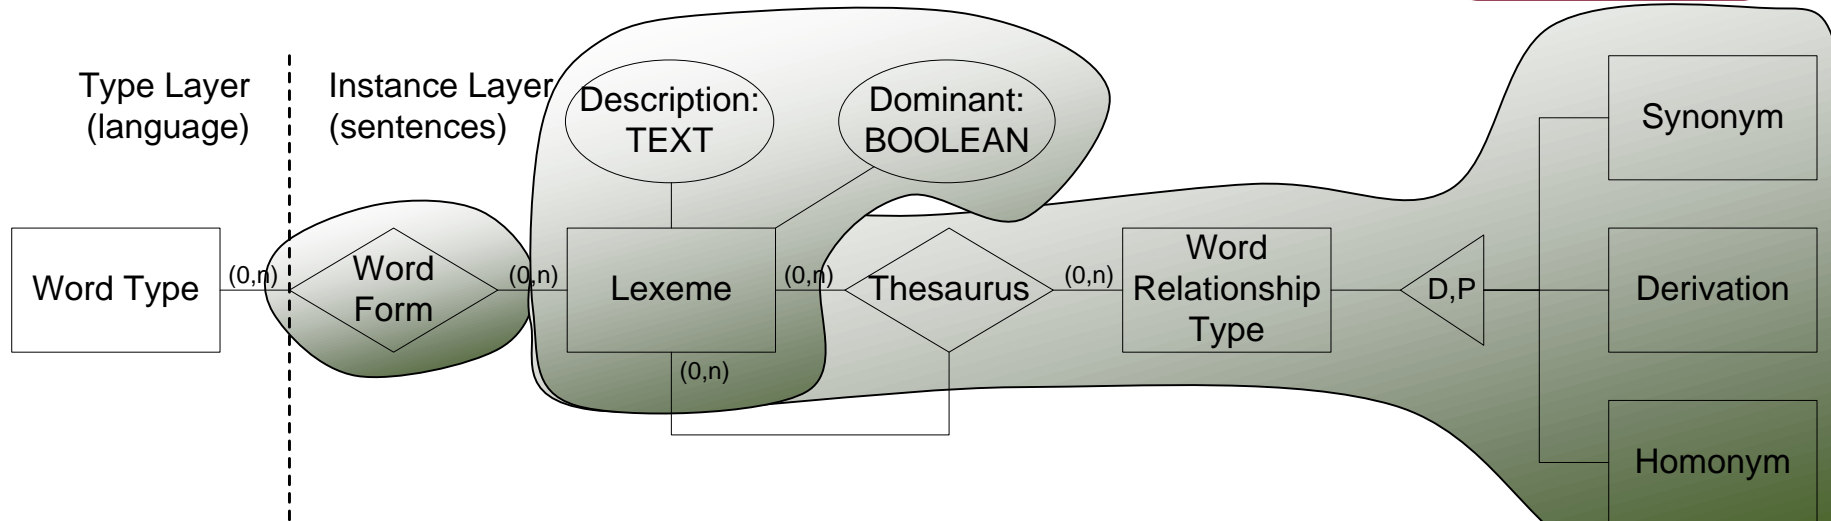 Type Layer
(language)
Instance Layer
(sentences)
Description:
TEXT
Dominant:
BOOLEAN
Synonym
Word Type
(0,n)
Word
Form
(0,n)
Lexeme
(0,n)
Thesaurus
(0,n)
Word
Relationship
Type
D,P
Derivation
(0,n)
Homonym